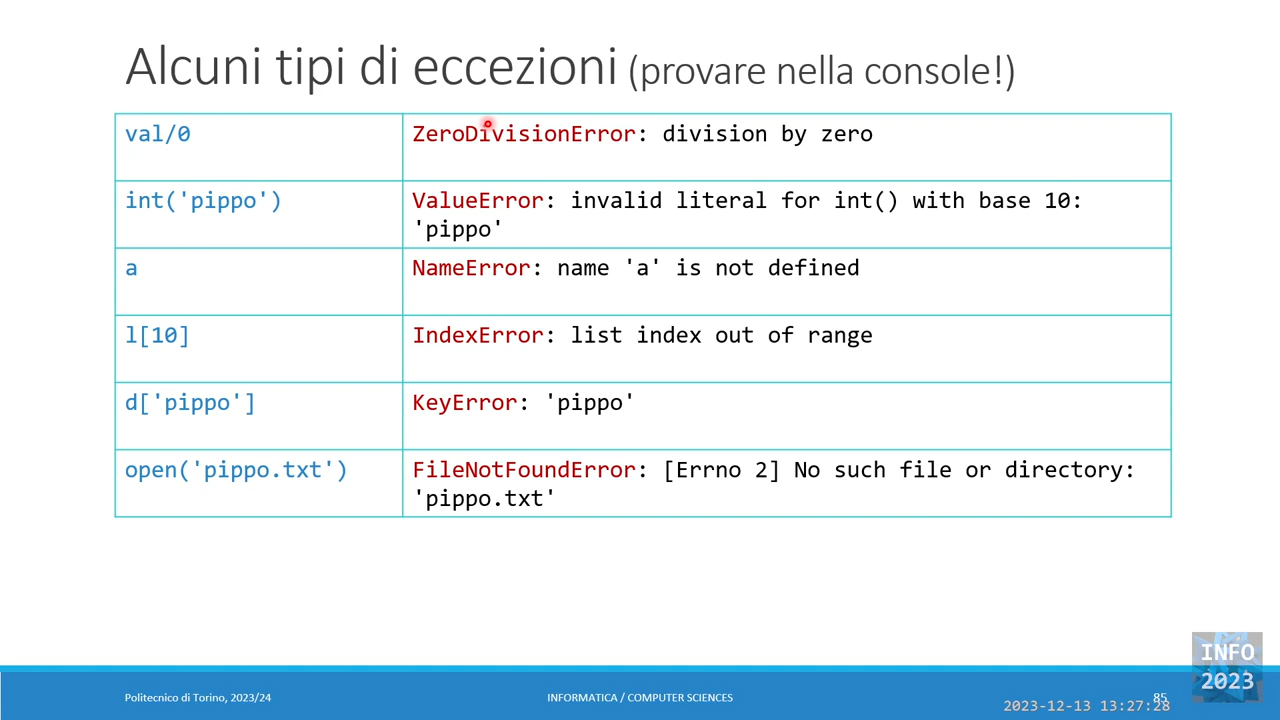 Alcuni tipi di eccezioni (provare nella console!)
val/0 ZeroDivisionError: division by zero
int('pippo') ValueError: invalid literal for int() with base 10:
'pippo'
a NameError: name 'a' is not defined
l[10] IndexError: list index out of range
d['pippo'] KeyError: 'pippo'
open('pippo.txt') FileNotFoundError: [Errno 2] No such file or directory:
'pippo.txt'
INFO
2023
Politecnico di Torino, 2023/24 INFORMATICA / COMPUTER SCIENCES 85
2023-12-13 13:27:28